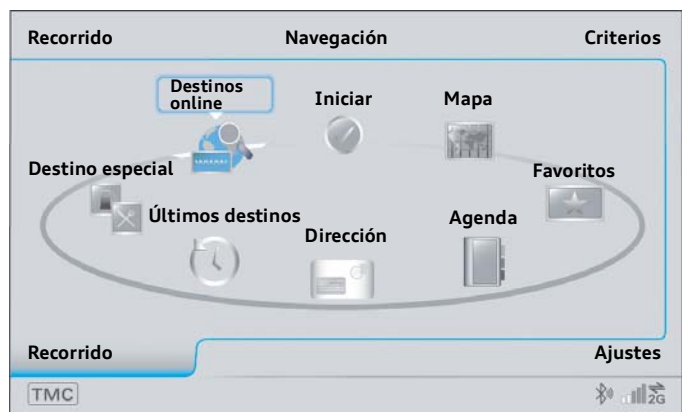 Recorrido Navegación Criterios
Destinos
online
Iniciar
Mapa
Destino especial
Favoritos
Últimos destinos
Dirección
Agenda
Recorrido Ajustes
TMC 2G